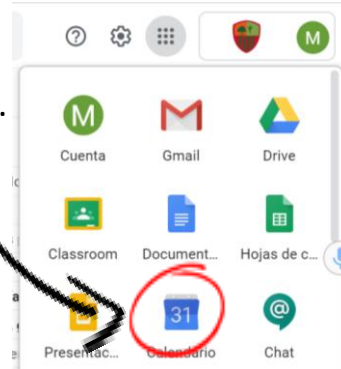 M
Cuenta Gmail Drive
Classroom Document... Hojas de c...
31
Presentac... Calendario Chat